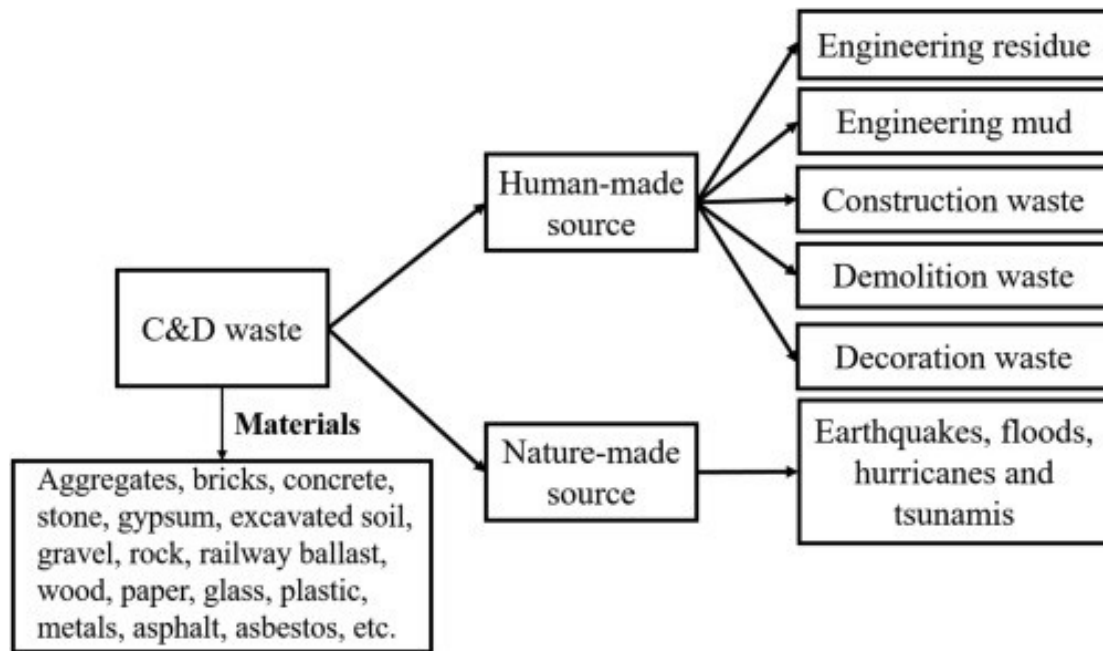 Engineering residue
Engineering mud
Human-made
source
Construction waste
Demolition waste
C&D waste
Decoration waste
Materials
Nature-made
source
Earthquakes, floods,
hurricanes and
tsunamis
Aggregates, bricks, concrete,
stone, gypsum, excavated soil,
gravel, rock, railway ballast,
wood, paper, glass, plastic,
metals, asphalt, asbestos, etc.